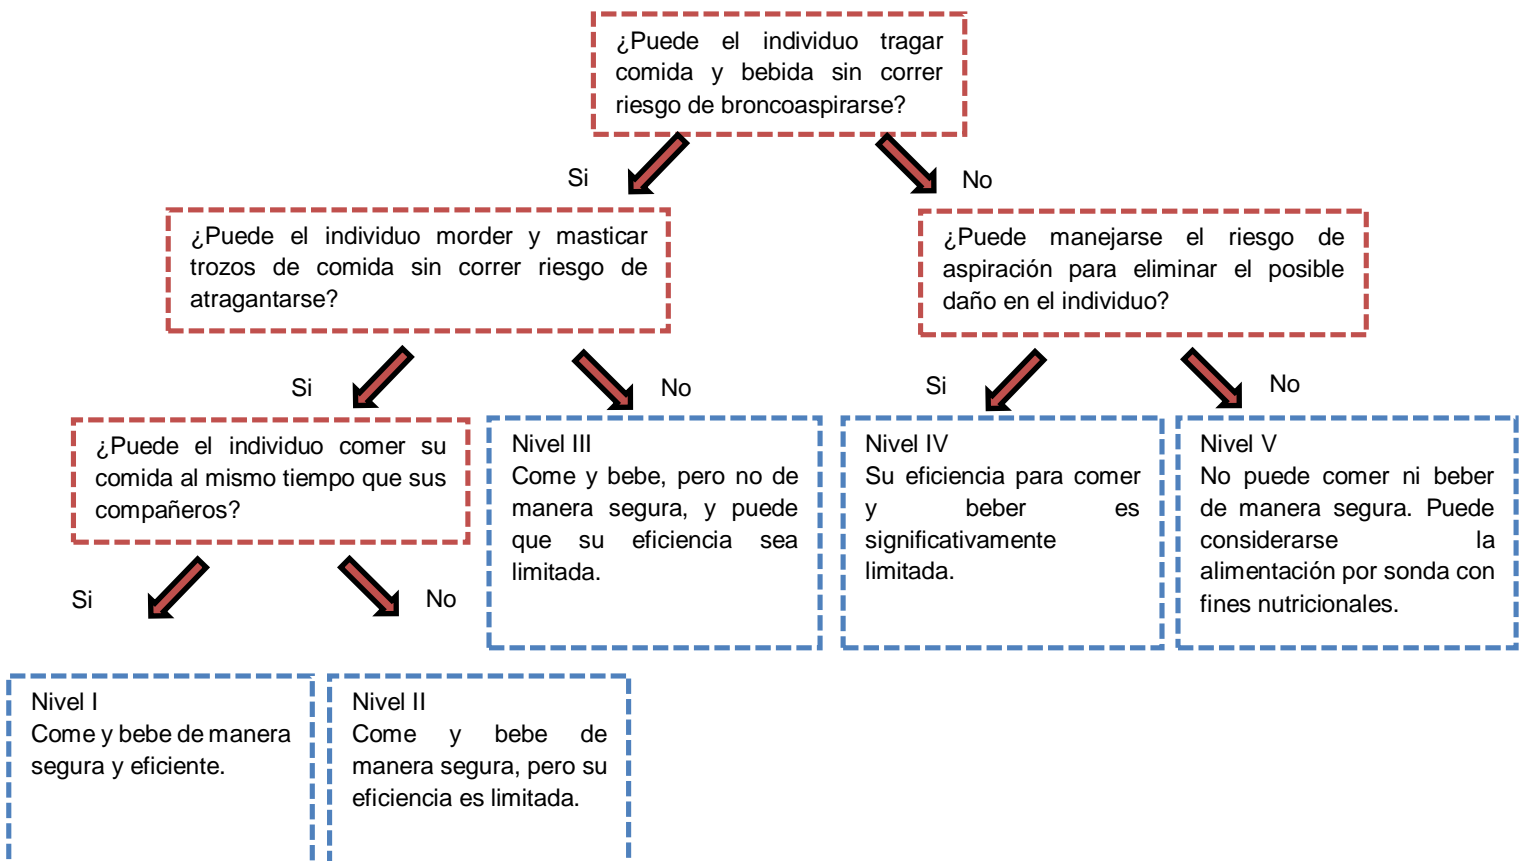 ¿Puede el individuo tragar
comida y bebida sin correr
riesgo de broncoaspirarse?
Si
No
¿Puede el individuo morder y masticar
trozos de comida sin correr riesgo de
atragantarse?
¿Puede manejarse el riesgo de
aspiración para eliminar el posible
daño en el individuo?
Si
No
Si
No
¿Puede el individuo comer su
comida al mismo tiempo que sus
compañeros?
Nivel III
Come y bebe, pero no de
manera segura, y puede
que su eficiencia sea
limitada.
Nivel IV
Su eficiencia para comer
y beber es
significativamente
limitada.
Nivel V
No puede comer ni beber
de manera segura. Puede
considerarse la
alimentación por sonda con
fines nutricionales.
Si
No
Nivel I
Come y bebe de manera
segura y eficiente.
Nivel II
Come y bebe de
manera segura, pero su
eficiencia es limitada.